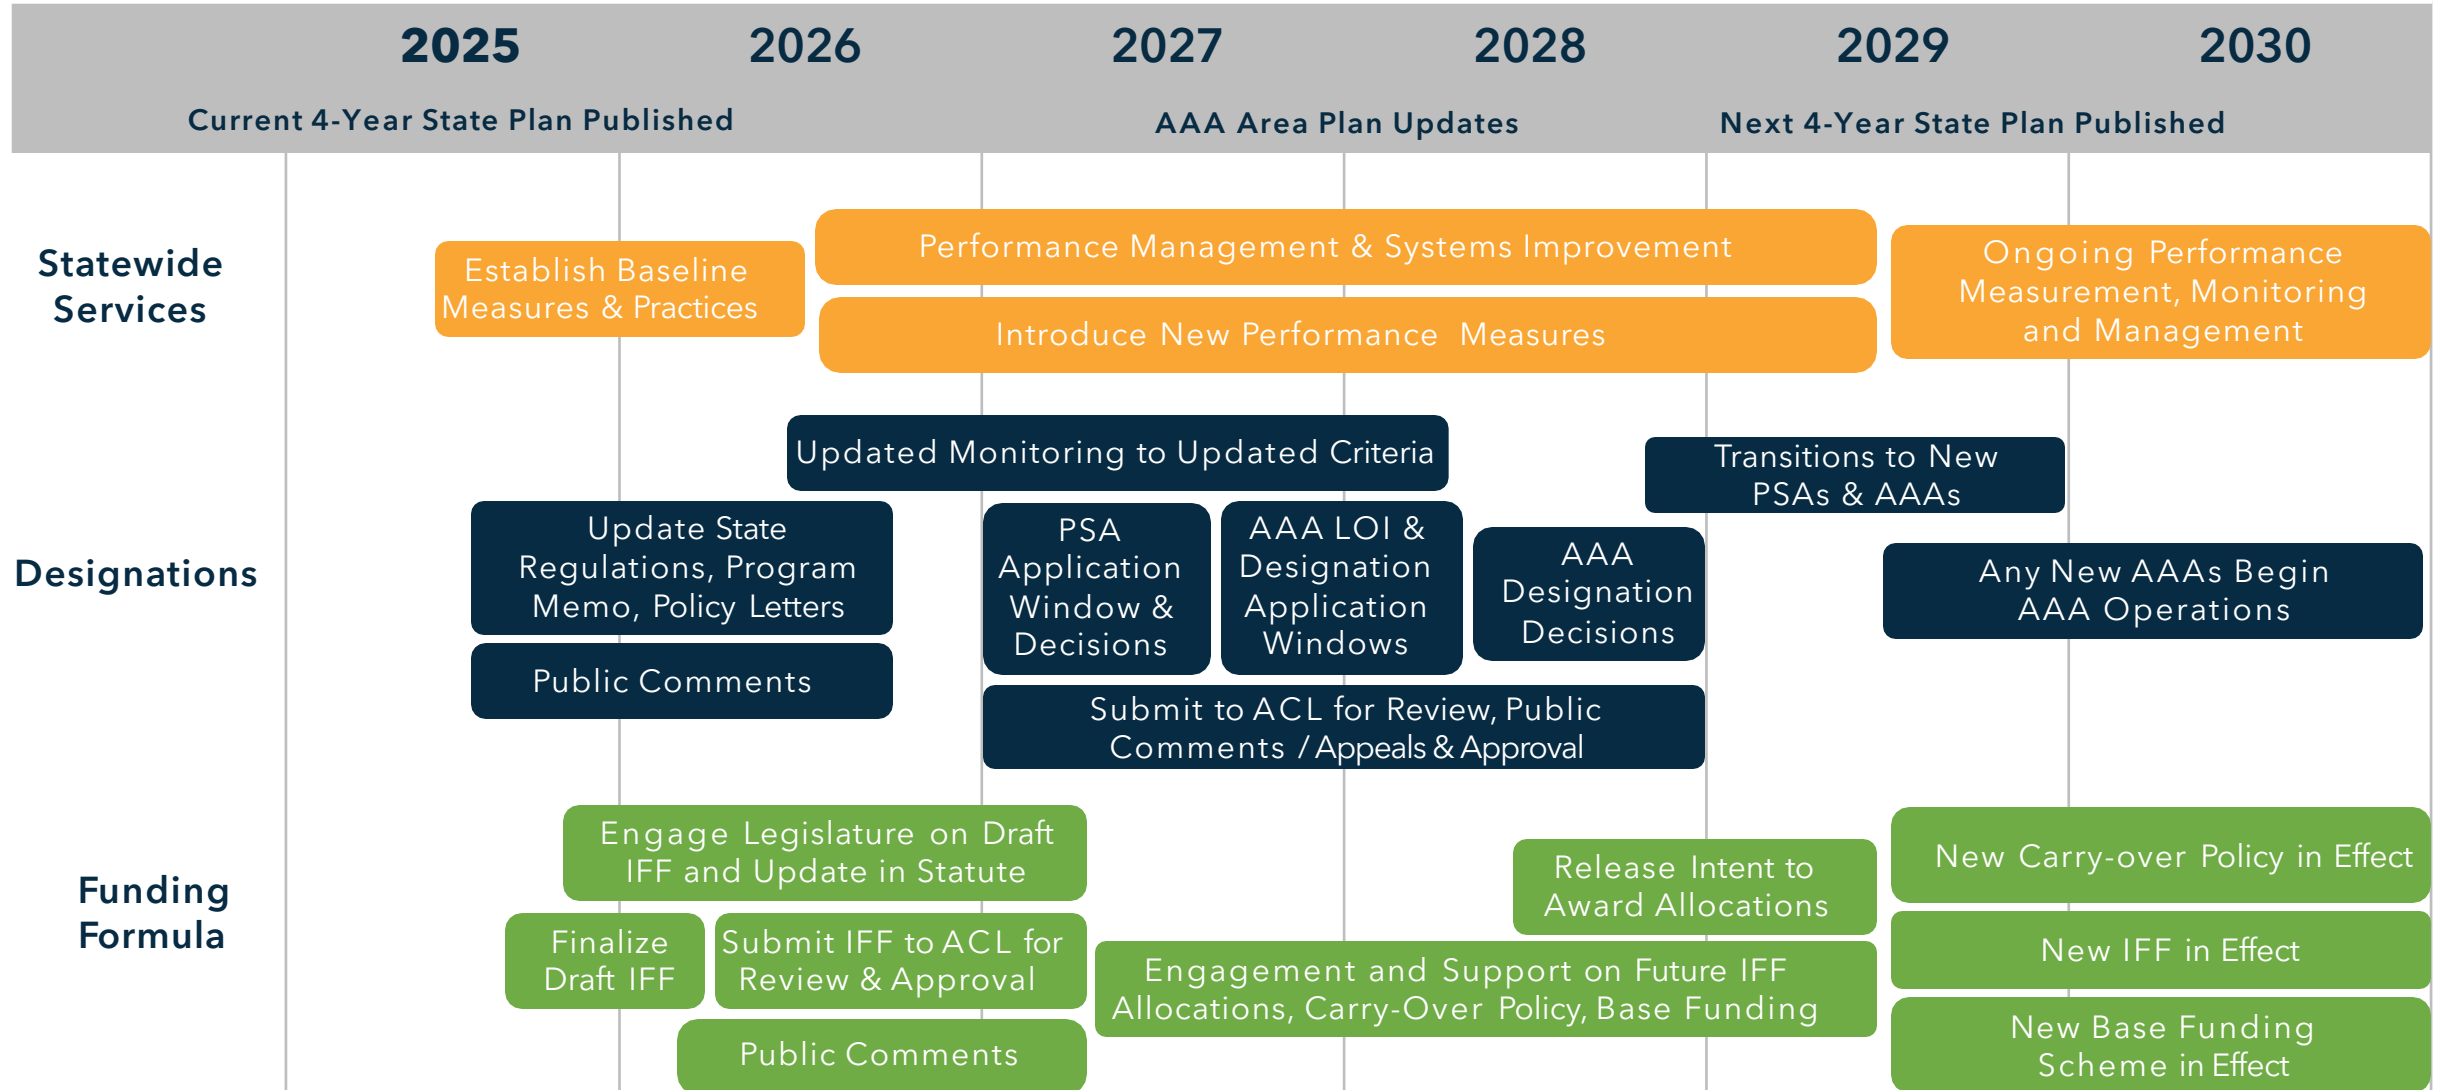 2025
2026
2027
2028
2029
2030
Current 4-Year State Plan Published
AAA Area Plan Updates
Next 4-Year State Plan Published
Statewide
Services
Establish Baseline
Measures & Practices
Performance Management & Systems Improvement
Introduce New Performance Measures
Ongoing Performance
Measurement, Monitoring
and Management
Designations
Updated Monitoring to Updated Criteria
Transitions to New
PSAs & AAAs
Update State
Regulations, Program
Memo, Policy Letters
PSA
Application
Window &
Decisions
AAA LOI &
Designation
Application
Windows
AAA
Designation
Decisions
Any New AAAs Begin
AAA Operations
Public Comments
Submit to ACL for Review, Public
Comments / Appeals & Approval
Funding
Formula
Engage Legislature on Draft
IFF and Update in Statute
Release Intent to
Award Allocations
New Carry-over Policy in Effect
Finalize
Draft IFF
Submit IFF to ACL for
Review & Approval
Engagement and Support on Future IFF
Allocations, Carry-Over Policy, Base Funding
New IFF in Effect
Public Comments
New Base Funding
Scheme in Effect